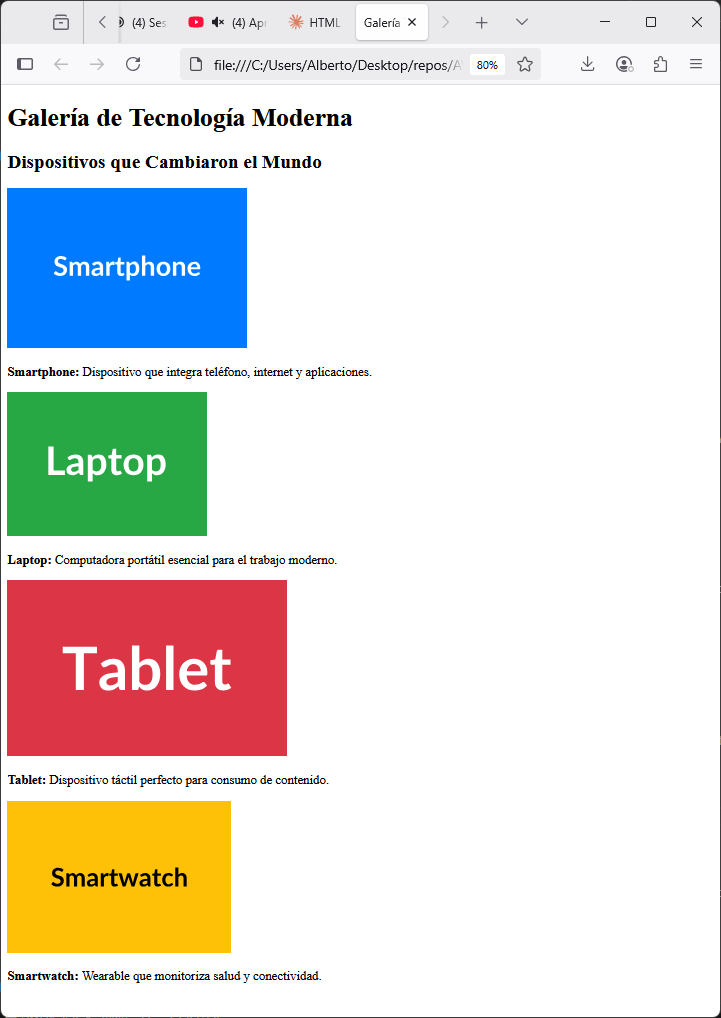 (4) Ses
(4) Apr
HTML
Galería
file:///C:/Users/Alberto/Desktop/repos/A
80%
Galería de Tecnología Moderna
Dispositivos que Cambiaron el Mundo
Smartphone
Smartphone: Dispositivo que integra teléfono, internet y aplicaciones.
Laptop
Laptop: Computadora portátil esencial para el trabajo moderno.
Tablet
Tablet: Dispositivo táctil perfecto para consumo de contenido.
Smartwatch
Smartwatch: Wearable que monitoriza salud y conectividad.